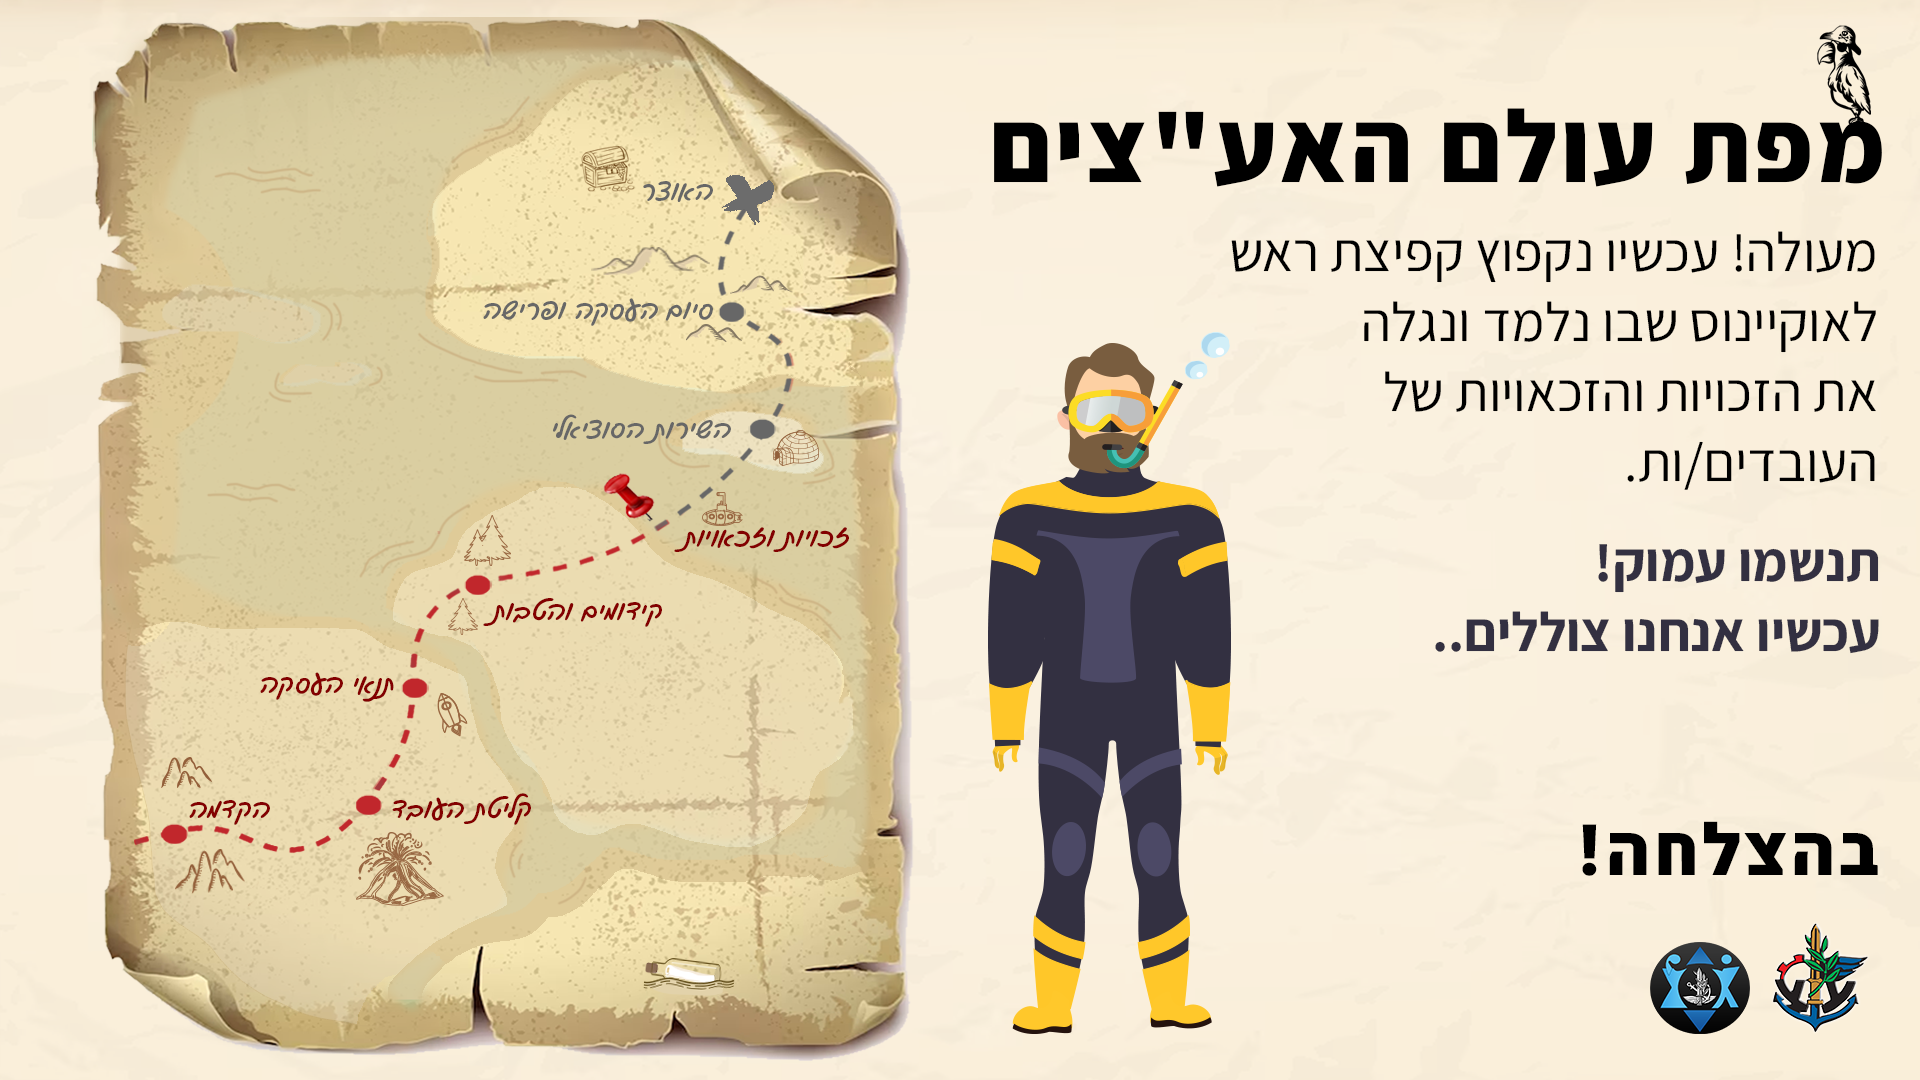 מפת עולם האע"צים
מעולה! עכשיו נקפוץ קפיצת ראש
לאוקיינוס שבו נלמד ונגלה
את הזכויות והזכאויות של
העובדים/ות.
תנשמו עמוק!
עכשיו אנחנו צוללים..
בהצלחה!
האוצר
סיום העסקה ופרישה
השירות הסוציאלי
זכויות וזכאויות
קידומים והטבות
תנאי העסקה
קליטת העובד
הקדמה